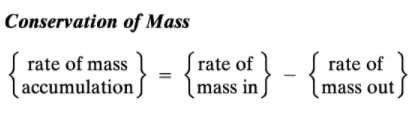 Conservation of Mass
{rate of mass accumulation} = {rate of mass in} − {rate of mass out}